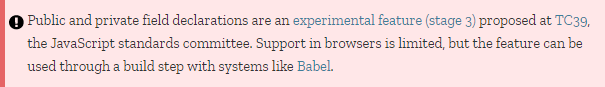 Public and private field declarations are an experimental feature (stage 3) proposed at TC39,
the JavaScript standards committee. Support in browsers is limited, but the feature can be
used through a build step with systems like Babel.